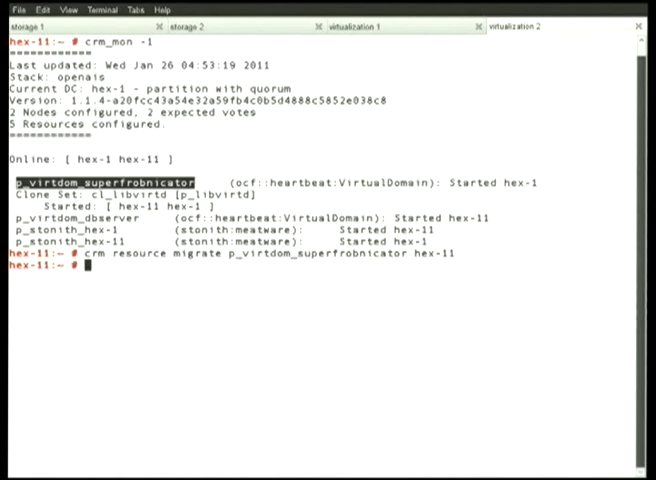 File Edit View Terminal Tabs Help
storage 1 storage 2 virtualization 1 virtualization 2
hex-11:~ # crm_mon -1
============
Last updated: Wed Jan 26 04:53:19 2011
Stack: openais
Current DC: hex-1 - partition with quorum
Version: 1.1.4-a20fcc43a54e32a59fb4c0b5d4888c5852e038c8
2 Nodes configured, 2 expected votes
5 Resources configured.
============
Online: [ hex-1 hex-11 ]
p_virtdom_superfrobnicator (ocf::heartbeat:VirtualDomain): Started hex-1
Clone Set: cl_libvirtd [p_libvirtd]
Started: [ hex-11 hex-1 ]
p_virtdom_dbserver (ocf::heartbeat:VirtualDomain): Started hex-11
p_stonith_hex-1 (stonith:meatware): Started hex-11
p_stonith_hex-11 (stonith:meatware): Started hex-1
hex-11:~ # crm resource migrate p_virtdom_superfrobnicator hex-11
hex-11:~ #